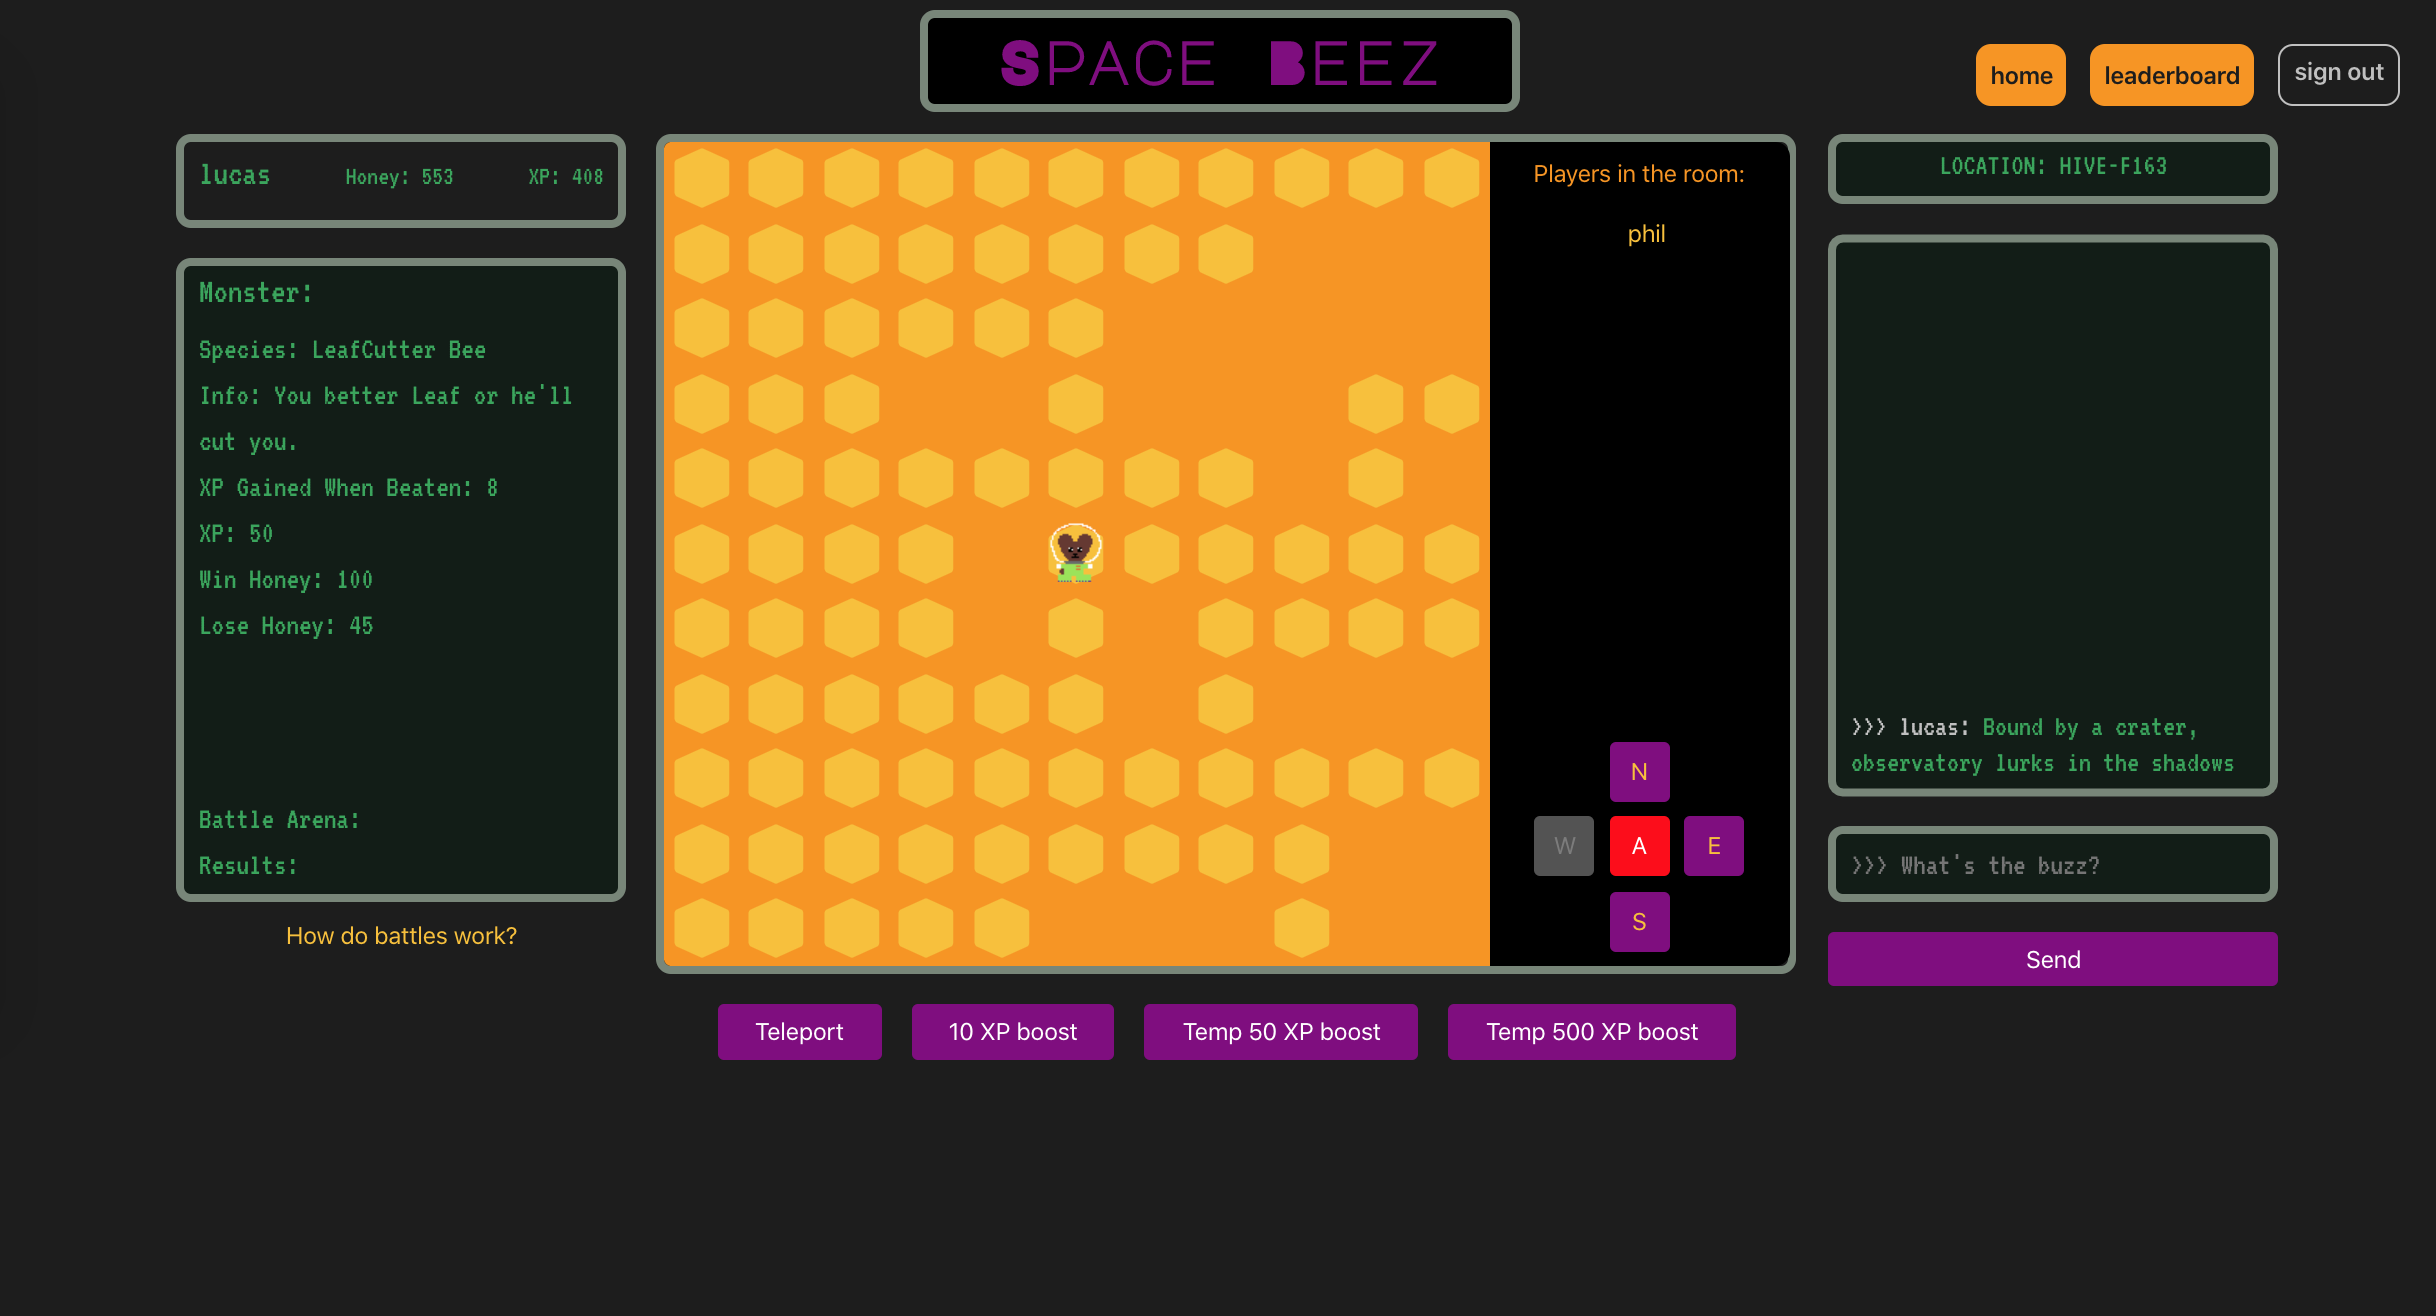 SPACE BEEZ
home
leaderboard
sign out
lucas Honey: 553 XP: 408
Monster:
Species: LeafCutter Bee
Info: You better Leaf or he'll
cut you.
XP Gained When Beaten: 8
XP: 50
Win Honey: 100
Lose Honey: 45
Battle Arena:
Results:
How do battles work?
Players in the room:
phil
N
W A E
S
Teleport
10 XP boost
Temp 50 XP boost
Temp 500 XP boost
LOCATION: HIVE-F163
>>> lucas: Bound by a crater,
observatory lurks in the shadows
>>> What's the buzz?
Send